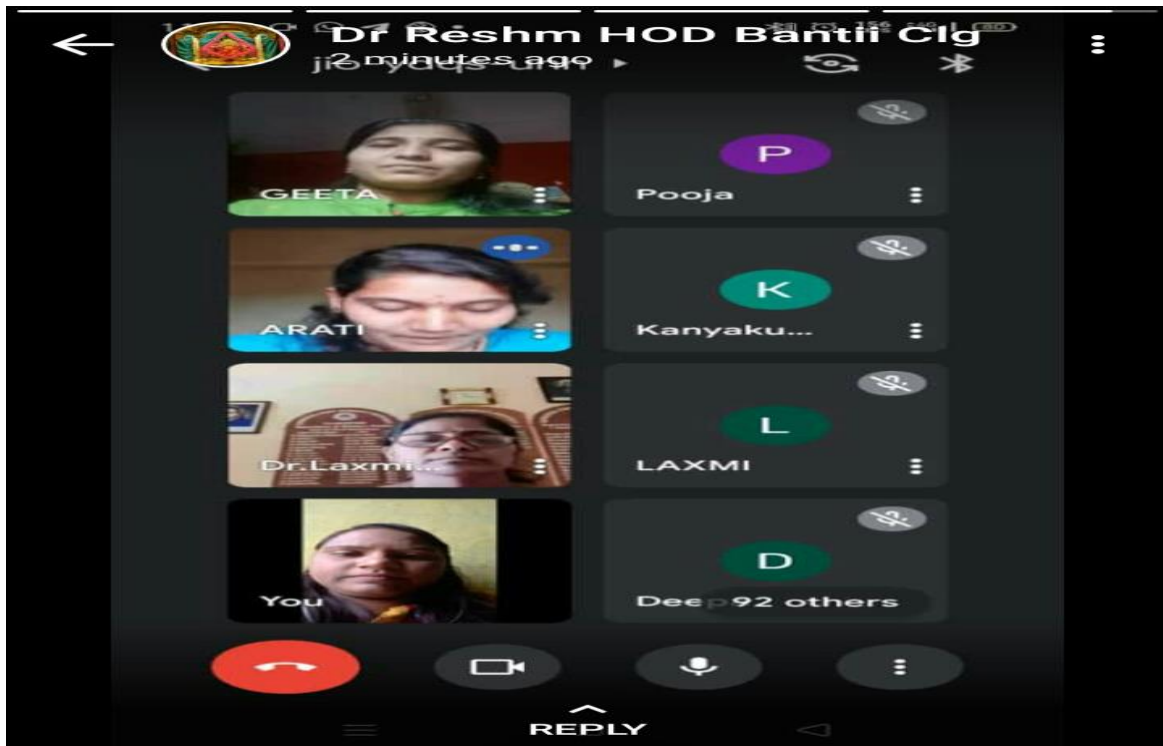 Dr Reshm HOD Bantii Clg
2 minutes ago
GEETA
P
Pooja
ARATI
K
Kanyaku...
Dr.Laxmi...
L
LAXMI
You
D
Deep 92 others
REPLY